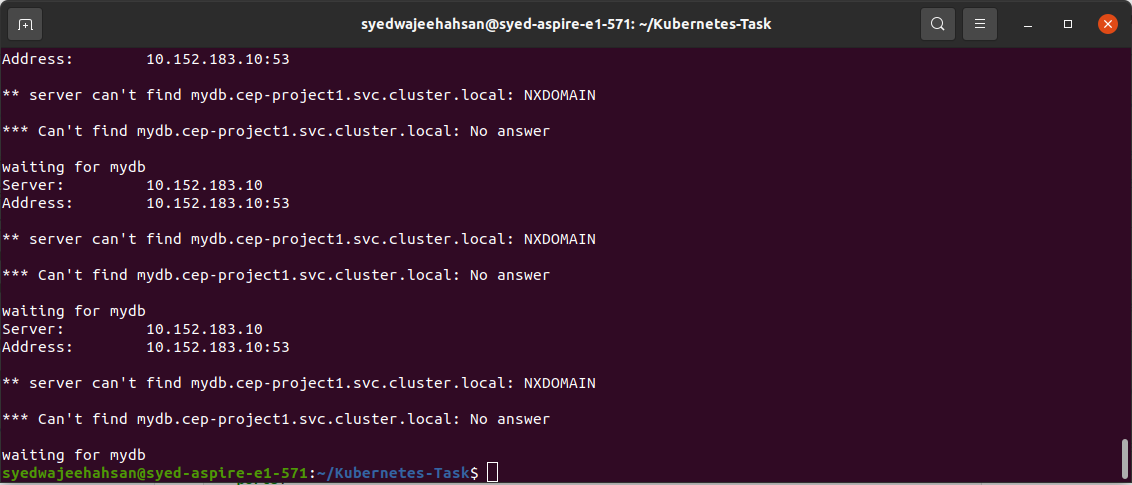 syedwajeehahsan@syed-aspire-e1-571: ~/Kubernetes-Task
Address:        10.152.183.10:53
** server can't find mydb.cep-project1.svc.cluster.local: NXDOMAIN
*** Can't find mydb.cep-project1.svc.cluster.local: No answer
waiting for mydb
Server:         10.152.183.10
Address:        10.152.183.10:53
** server can't find mydb.cep-project1.svc.cluster.local: NXDOMAIN
*** Can't find mydb.cep-project1.svc.cluster.local: No answer
waiting for mydb
Server:         10.152.183.10
Address:        10.152.183.10:53
** server can't find mydb.cep-project1.svc.cluster.local: NXDOMAIN
*** Can't find mydb.cep-project1.svc.cluster.local: No answer
waiting for mydb
syedwajeehahsan@syed-aspire-e1-571:~/Kubernetes-Task$